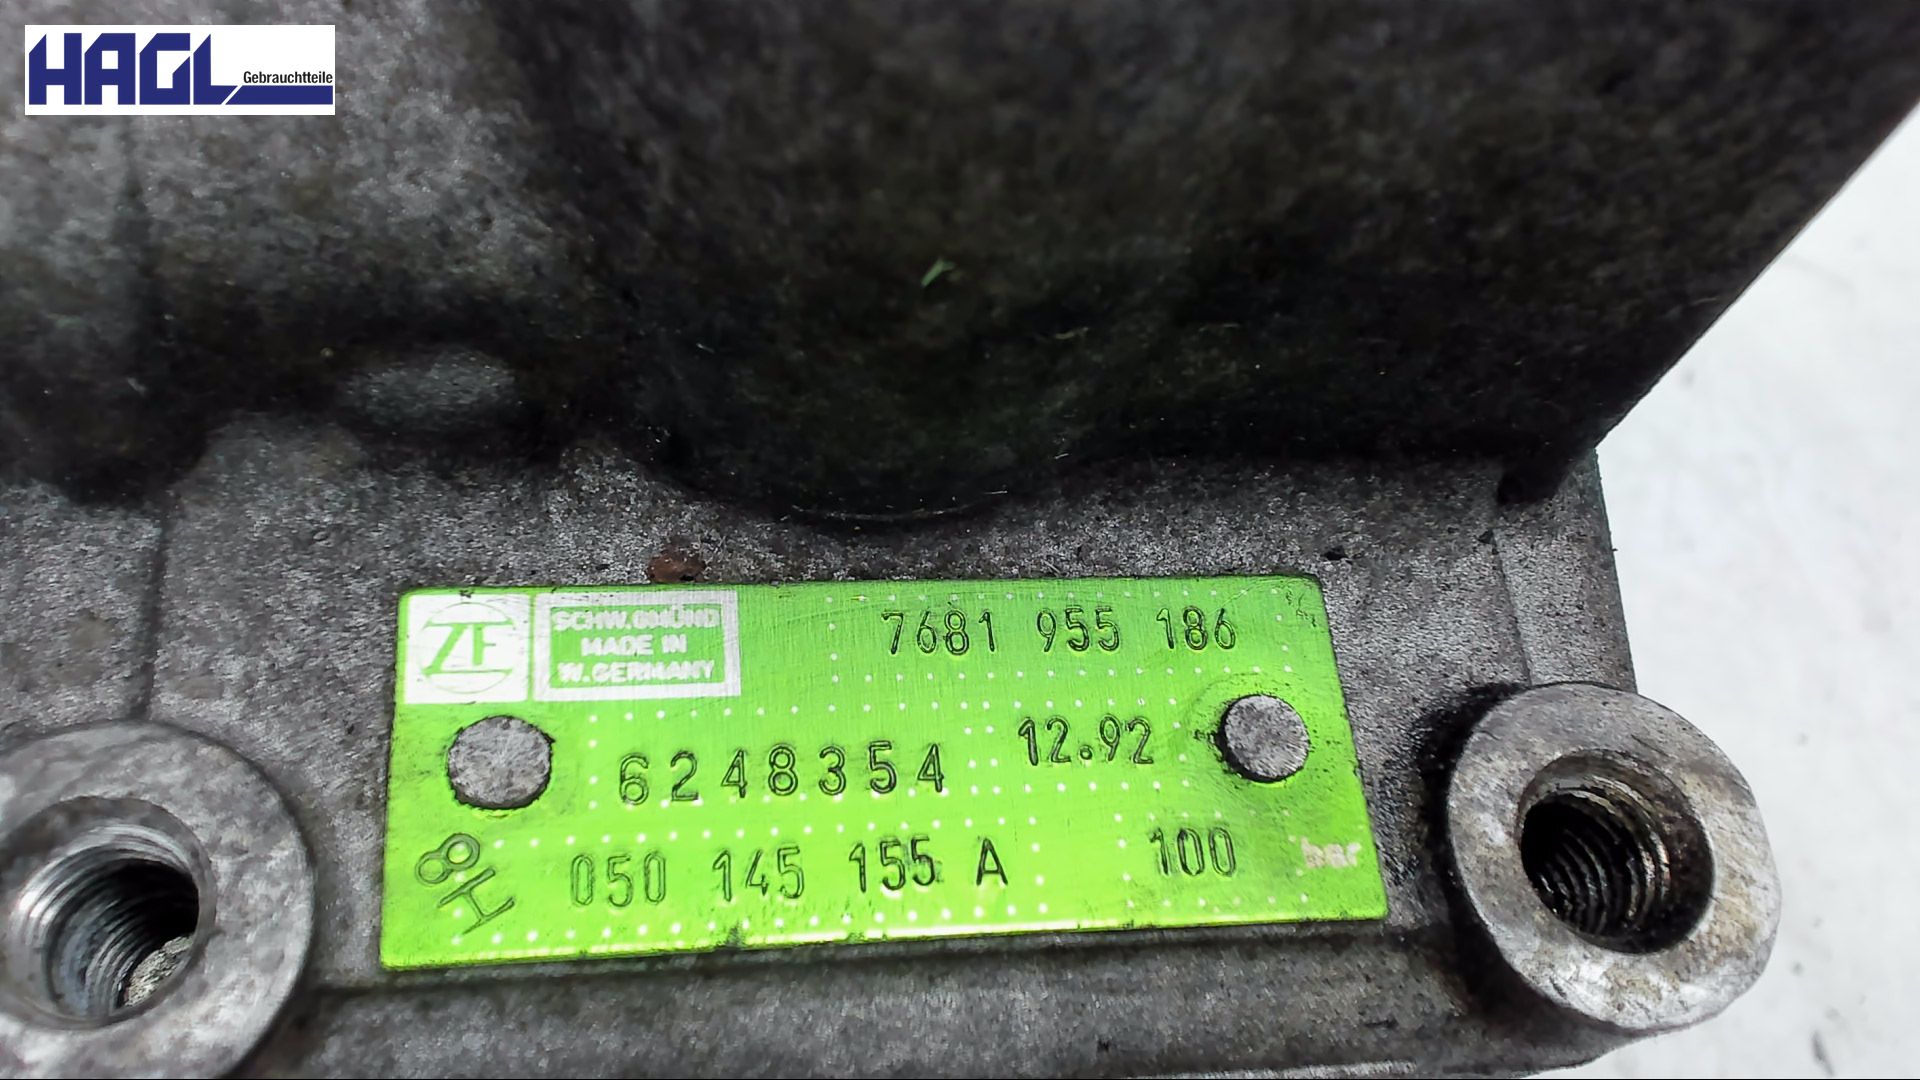 HAGL
Gebrauchtteile
ZF
SCHW.GMÜND
MADE IN
W.GERMANY
7681 955 186
6248354
12.92
H8
050 145 155 A
100 bar